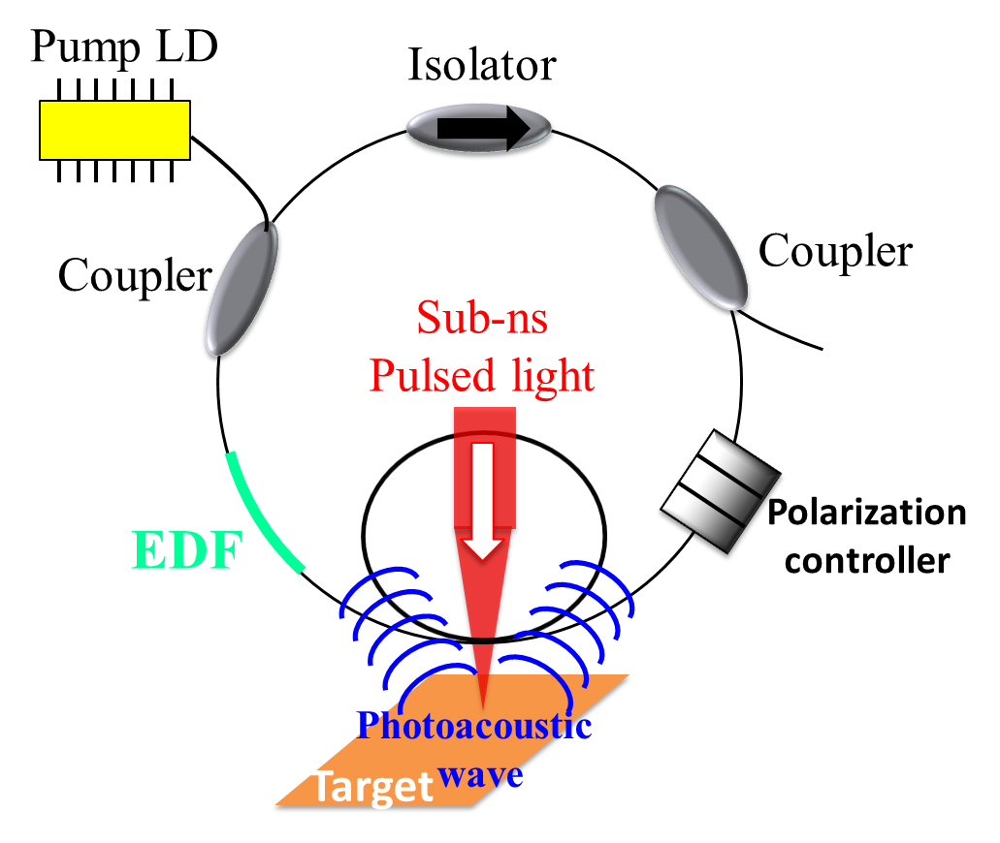 Pump LD
Isolator
Coupler
Coupler
Sub-ns
Pulsed light
EDF
Polarization
controller
Photoacoustic
wave
Target